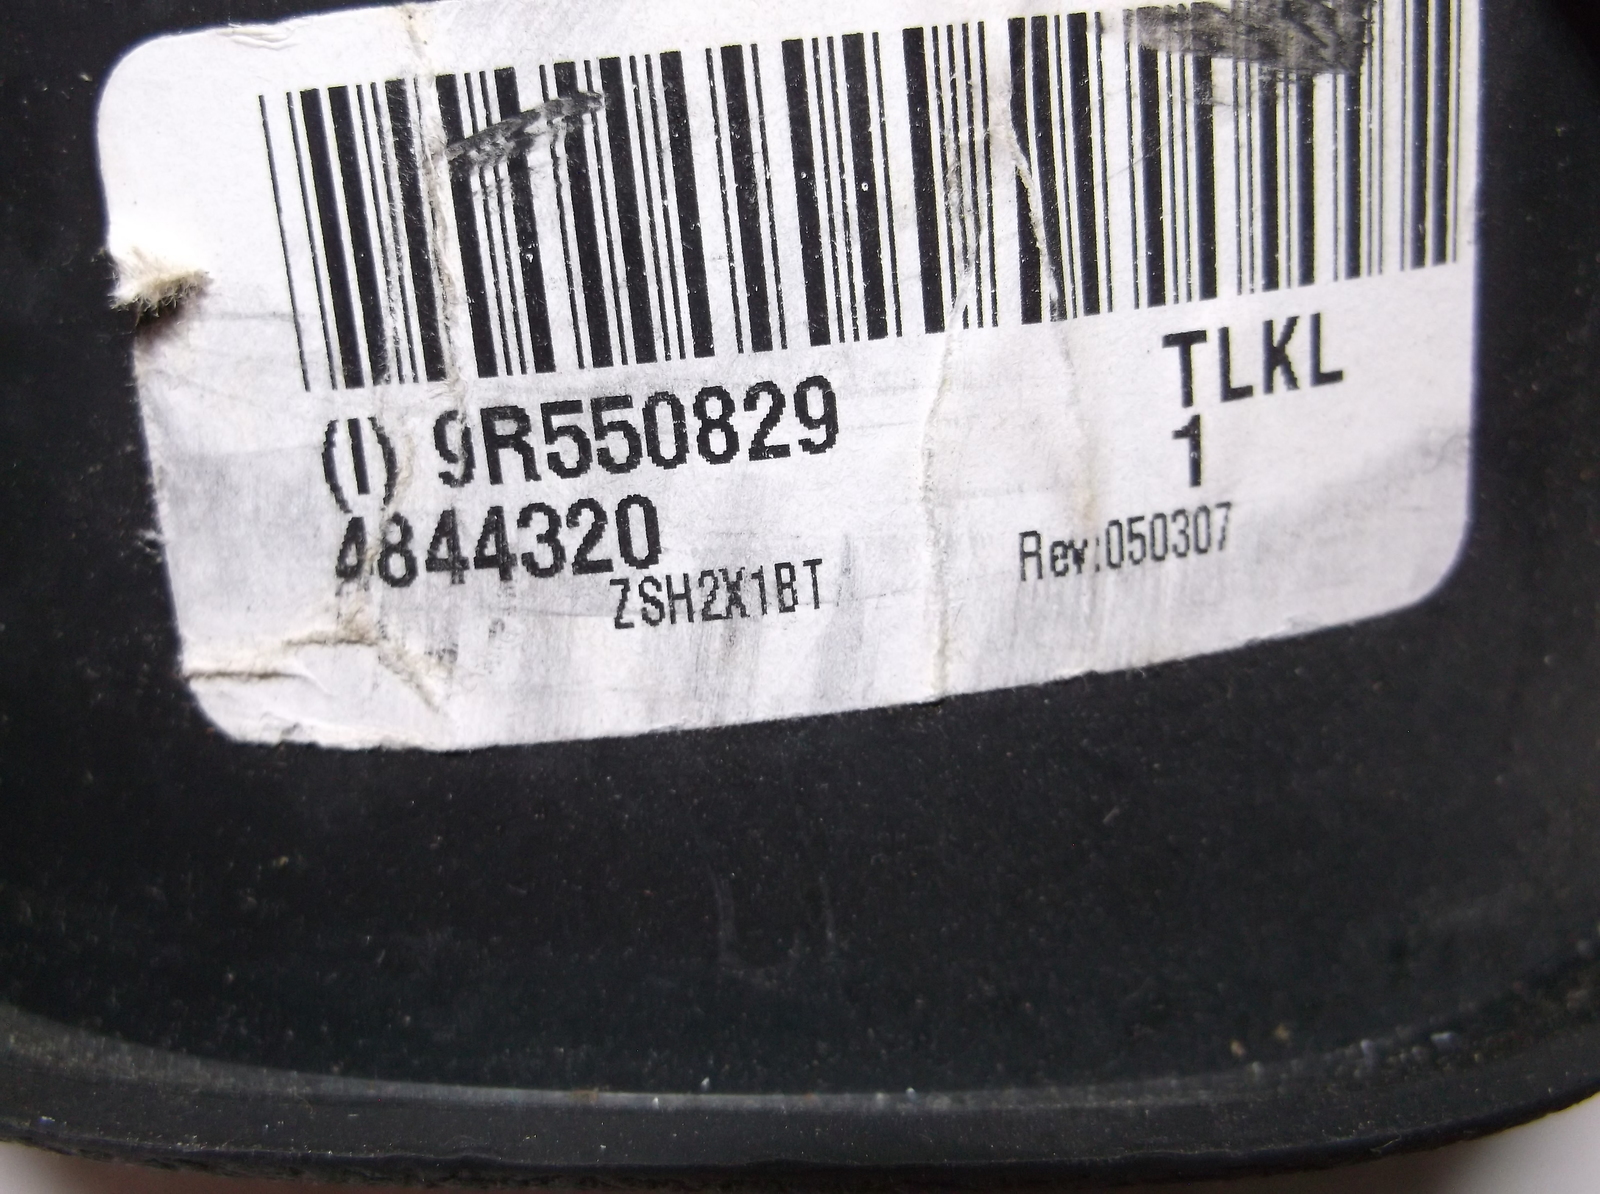 (I) 9R550829
TLKL
1
4844320
ZSH2X1BT
Rev:050307